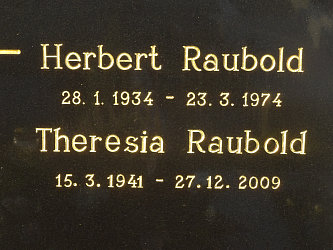 Herbert Raubold
28. 1. 1934 - 23. 3. 1974
Theresia Raubold
15. 3. 1941 - 27. 12. 2009